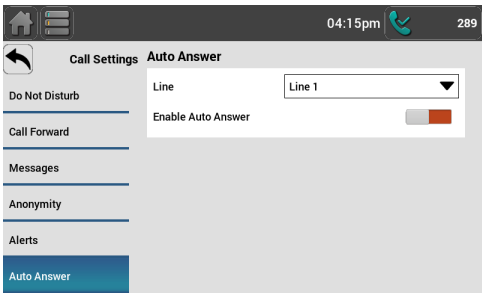 04:15pm 289
Call Settings Auto Answer
Line Line 1
Do Not Disturb
Enable Auto Answer
Call Forward
Messages
Anonymity
Alerts
Auto Answer